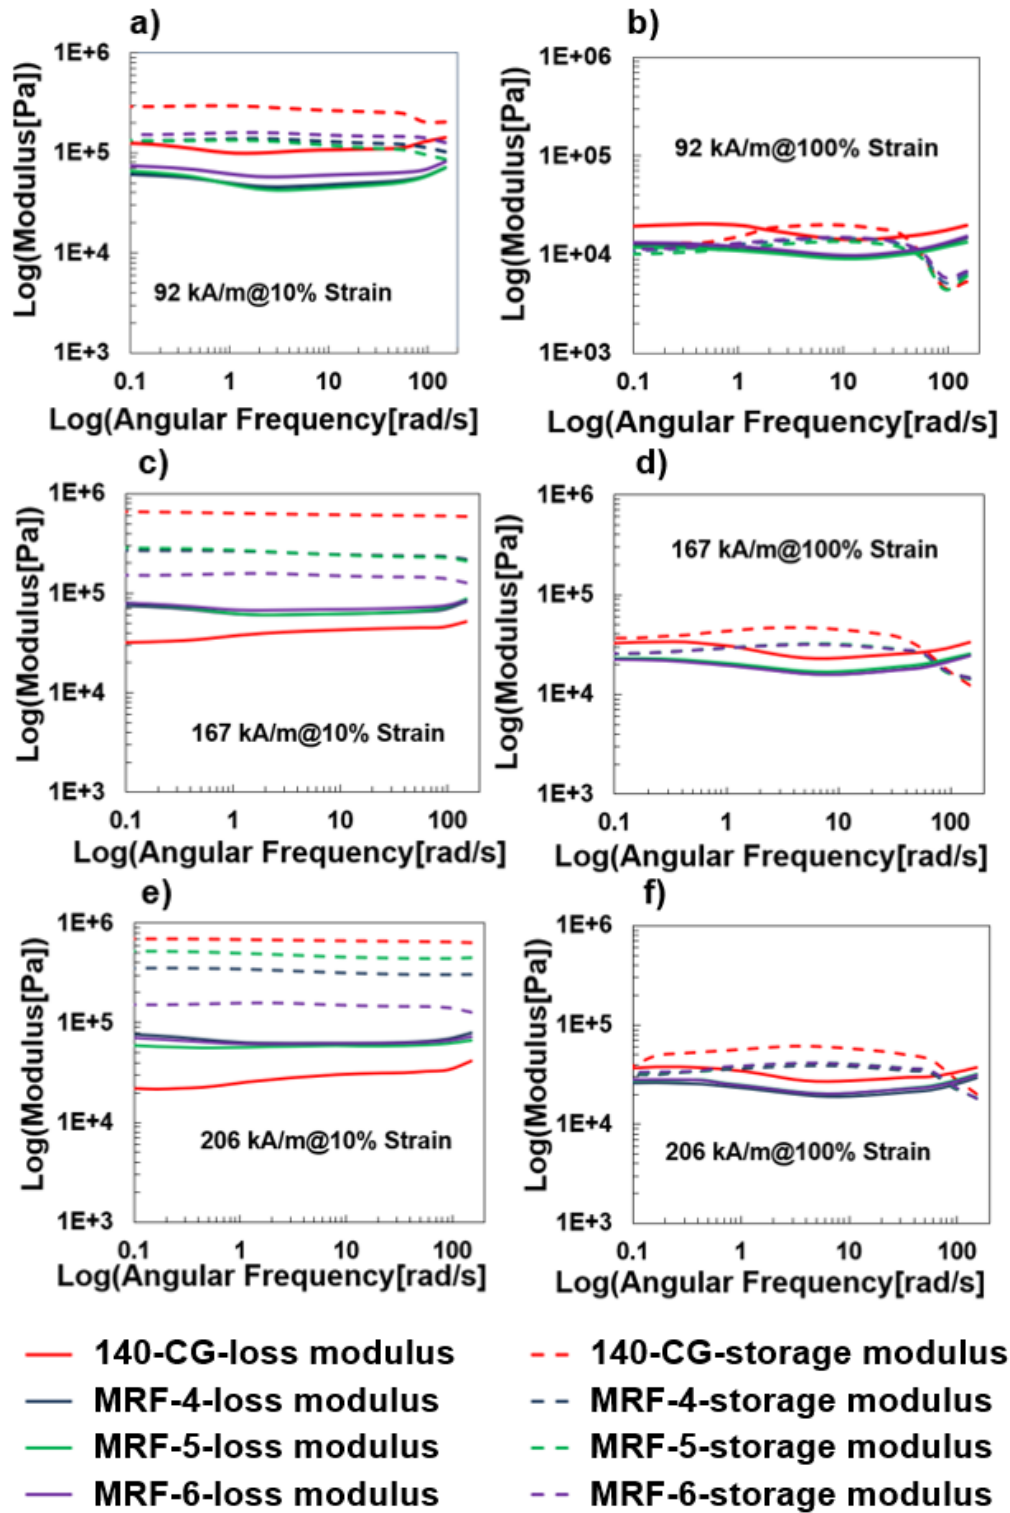 a)
Log(Modulus[Pa])
1E+6
1E+5
1E+4
1E+3
92 kA/m@10% Strain
0.1 1 10 100
Log(Angular Frequency[rad/s]
b)
Log(Modulus[Pa])
1E+06
1E+05
1E+04
1E+03
92 kA/m@100% Strain
0.1 1 10 100
Log(Angular Frequency[rad/s]
c)
Log(Modulus[Pa])
1E+6
1E+5
1E+4
1E+3
167 kA/m@10% Strain
0.1 1 10 100
Log(Angular Frequency[rad/s]
d)
Log(Modulus[Pa])
1E+6
1E+5
1E+4
1E+3
167 kA/m@100% Strain
0.1 1 10 100
Log(Angular Frequency[rad/s]
e)
Log(Modulus[Pa])
1E+6
1E+5
1E+4
1E+3
206 kA/m@10% Strain
0.1 1 10 100
Log(Angular Frequency[rad/s]
f)
Log(Modulus[Pa])
1E+6
1E+5
1E+4
1E+3
206 kA/m@100% Strain
0.1 1 10 100
Log(Angular Frequency[rad/s]
140-CG-loss modulus
MRF-4-loss modulus
MRF-5-loss modulus
MRF-6-loss modulus
140-CG-storage modulus
MRF-4-storage modulus
MRF-5-storage modulus
MRF-6-storage modulus